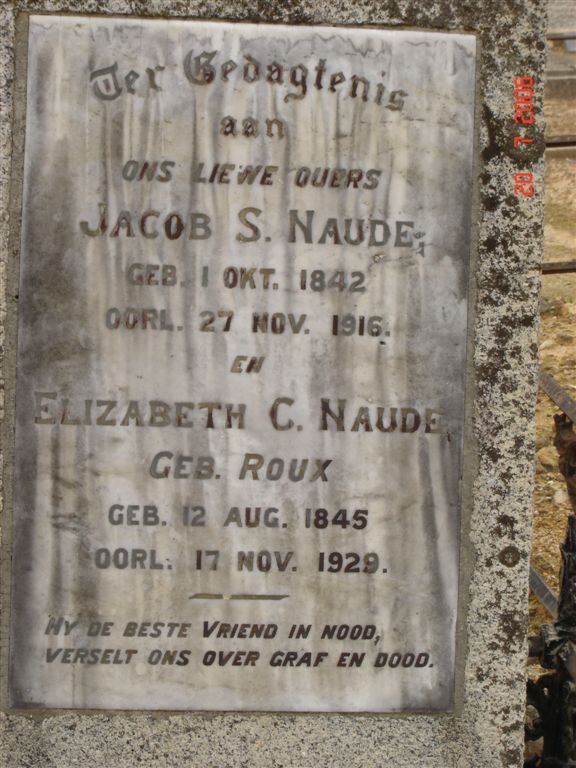 Ter Gedagtenis
aan
ONS LIEWE OUERS
JACOB S. NAUDE,
GEB. 1 OKT. 1842
OORL. 27 NOV. 1916.
EN
ELIZABETH C. NAUDE
GEB. ROUX
GEB. 12 AUG. 1845
OORL. 17 NOV. 1929.
HY DE BESTE VRIEND IN NOOD,
VERSELT ONS OVER GRAF EN DOOD.
20 7 2008